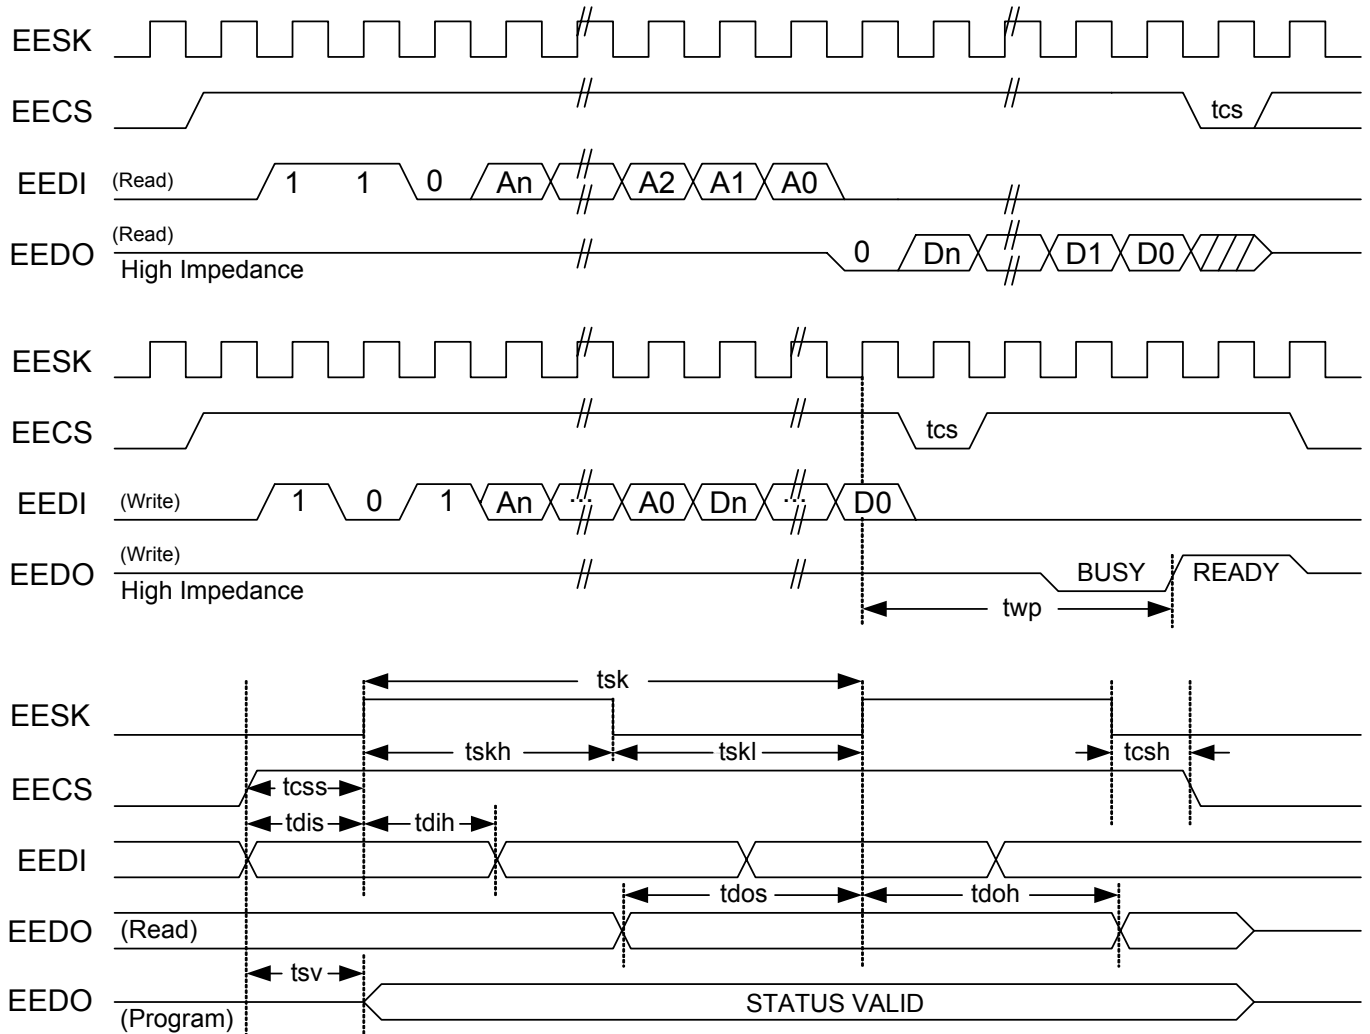 EESK
EECS tcs
EEDI (Read) 1 1 0 An A2 A1 A0
EEDO (Read) High Impedance 0 Dn D1 D0
EESK
EECS tcs
EEDI (Write) 1 0 1 An ... A0 Dn ... D0
EEDO (Write) High Impedance BUSY READY
twp
tsk
EESK
tskh tskl tcsh
EECS tcss
tdis tdih
EEDI
tdos tdoh
EEDO (Read)
tsv
EEDO (Program) STATUS VALID